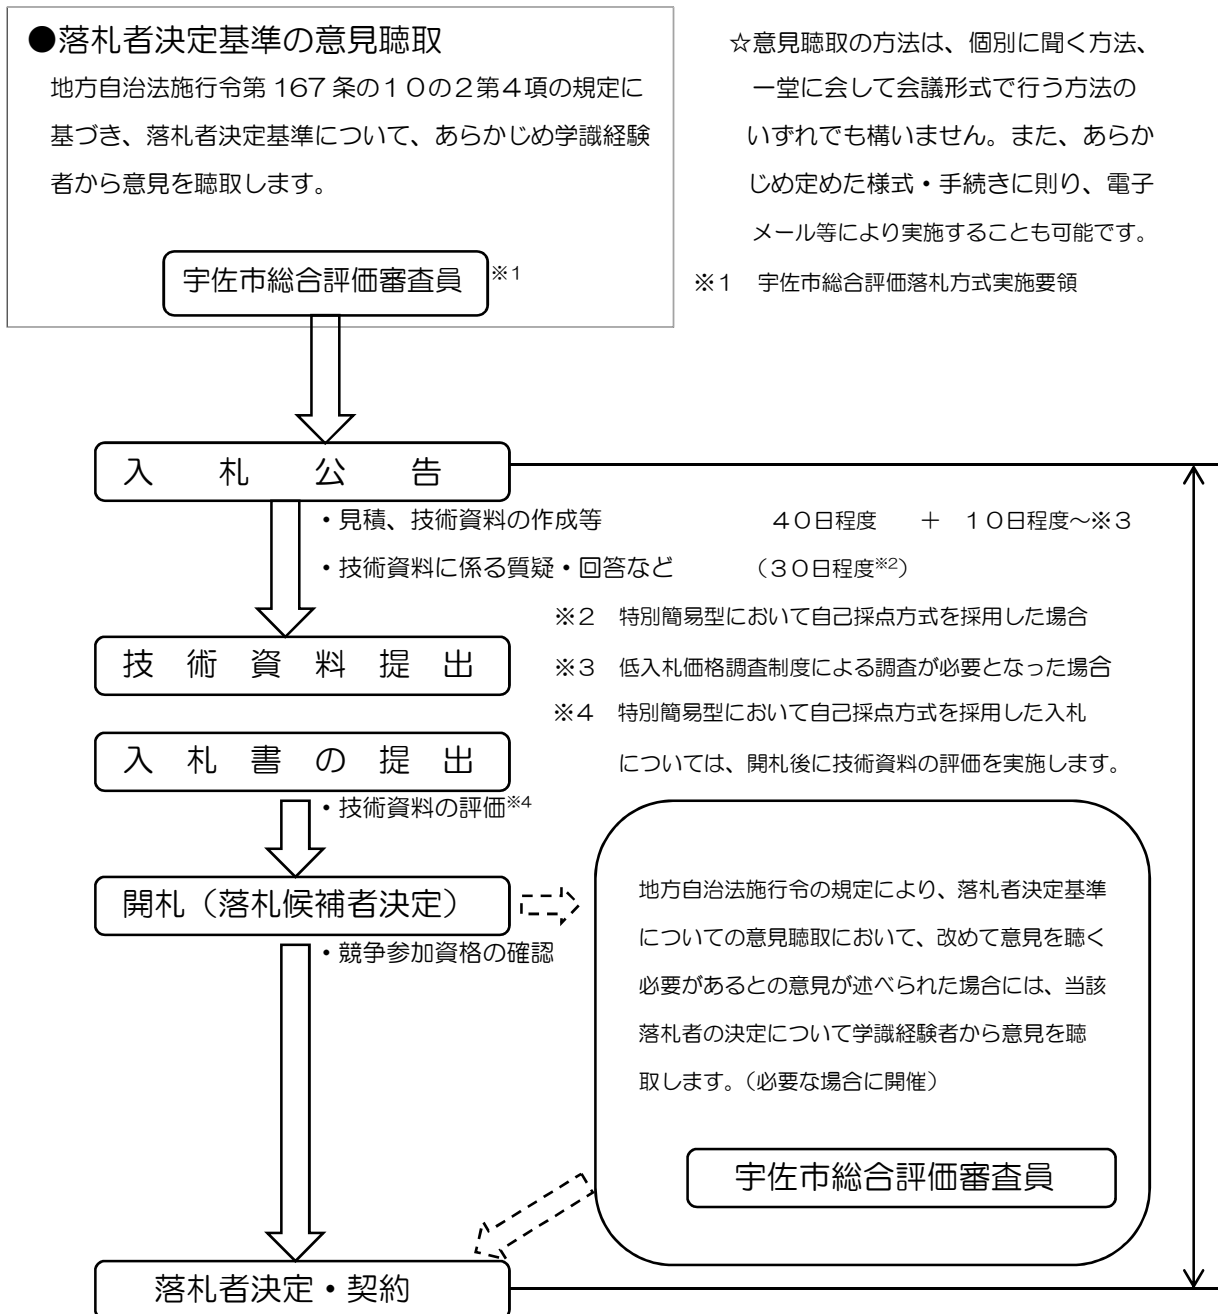 ●落札者決定基準の意見聴取
地方自治法施行令第 167 条の１０の２第４項の規定に
基づき、落札者決定基準について、あらかじめ学識経験
者から意見を聴取します。
宇佐市総合評価審査員※1
☆意見聴取の方法は、個別に聞く方法、
一堂に会して会議形式で行う方法の
いずれでも構いません。また、あらか
じめ定めた様式・手続きに則り、電子
メール等により実施することも可能です。
※１　宇佐市総合評価落札方式実施要領
入　札　公　告
・見積、技術資料の作成等　４０日程度　＋　１０日程度～※３
・技術資料に係る質疑・回答など　（３０日程度※2）
※２　特別簡易型において自己採点方式を採用した場合
技　術　資　料　提　出
※３　低入札価格調査制度による調査が必要となった場合
※４　特別簡易型において自己採点方式を採用した入札
については、開札後に技術資料の評価を実施します。
入　札　書　の　提　出
・技術資料の評価※4
開札（落札候補者決定）
・競争参加資格の確認
地方自治法施行令の規定により、落札者決定基準
についての意見聴取において、改めて意見を聴く
必要があるとの意見が述べられた場合には、当該
落札者の決定について学識経験者から意見を聴
取します。（必要な場合に開催）
宇佐市総合評価審査員
落札者決定・契約